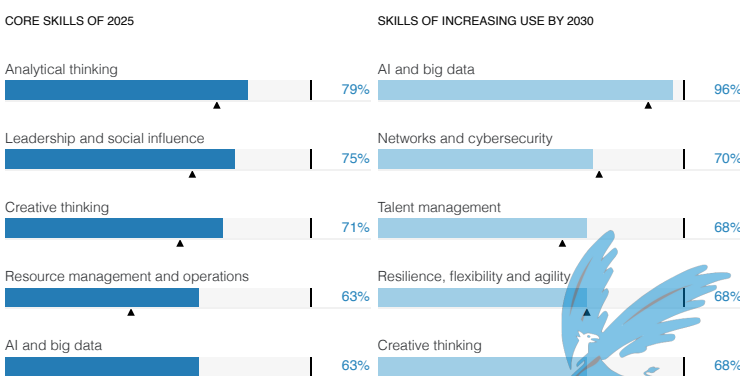 CORE SKILLS OF 2025
Analytical thinking
79%
Leadership and social influence
75%
Creative thinking
71%
Resource management and operations
63%
AI and big data
63%
SKILLS OF INCREASING USE BY 2030
AI and big data
96%
Networks and cybersecurity
70%
Talent management
68%
Resilience, flexibility and agility
68%
Creative thinking
68%